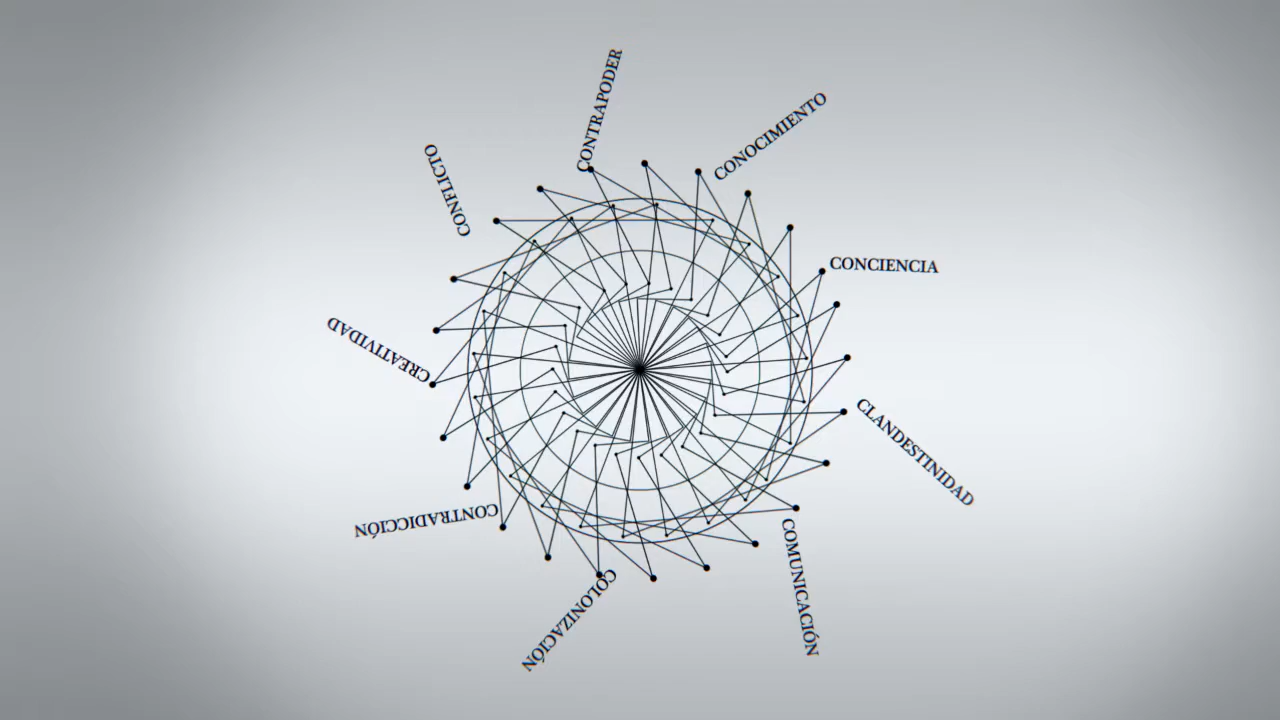 CONTRAPODER
CONOCIMIENTO
CONCIENCIA
CLANDESTINIDAD
COMUNICACIÓN
COLONIZACIÓN
CONTRADICCIÓN
CREATIVIDAD
CONFLICTO